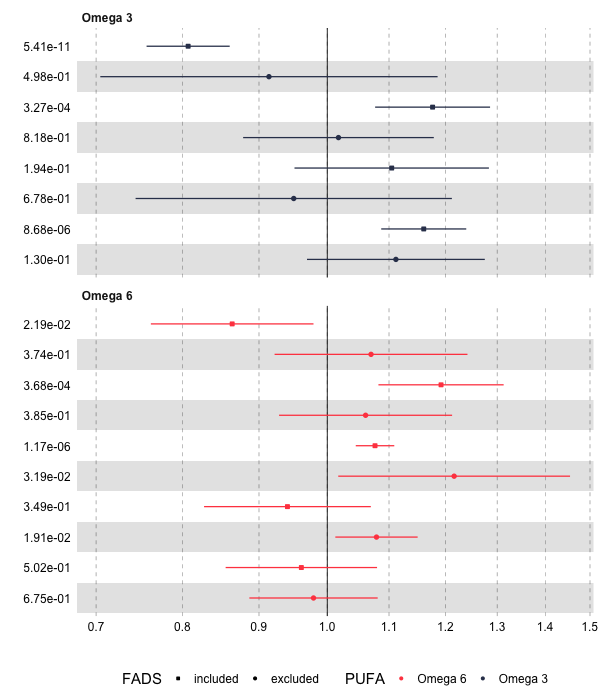 Omega 3
5.41e-11
4.98e-01
3.27e-04
8.18e-01
1.94e-01
6.78e-01
8.68e-06
1.30e-01
Omega 6
2.19e-02
3.74e-01
3.68e-04
3.85e-01
1.17e-06
3.19e-02
3.49e-01
1.91e-02
5.02e-01
6.75e-01
0.7 0.8 0.9 1.0 1.1 1.2 1.3 1.4 1.5
FADS included excluded PUFA Omega 6 Omega 3